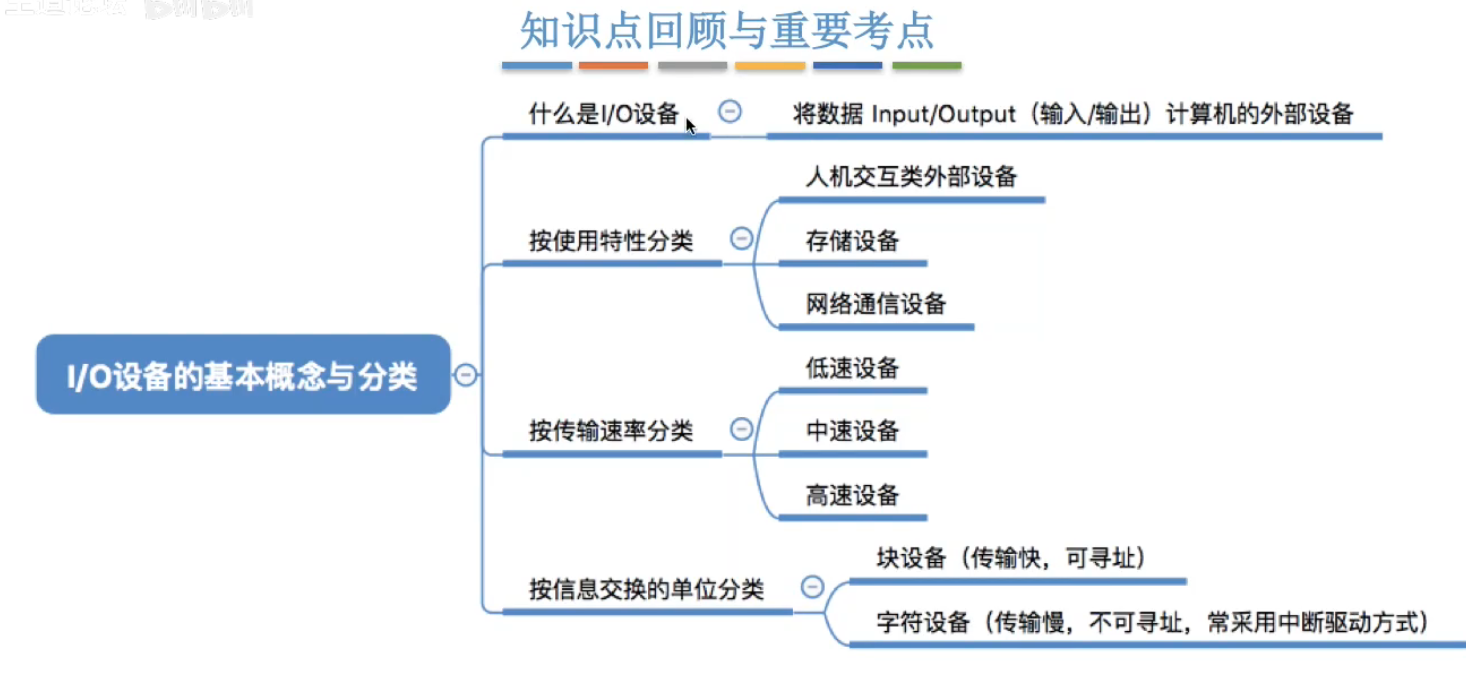 知识点回顾与重要考点
什么是I/O设备
将数据 Input/Output（输入/输出）计算机的外部设备
人机交互类外部设备
按使用特性分类
存储设备
网络通信设备
I/O设备的基本概念与分类
低速设备
按传输速率分类
中速设备
高速设备
块设备（传输快，可寻址）
按信息交换的单位分类
字符设备（传输慢，不可寻址，常采用中断驱动方式）